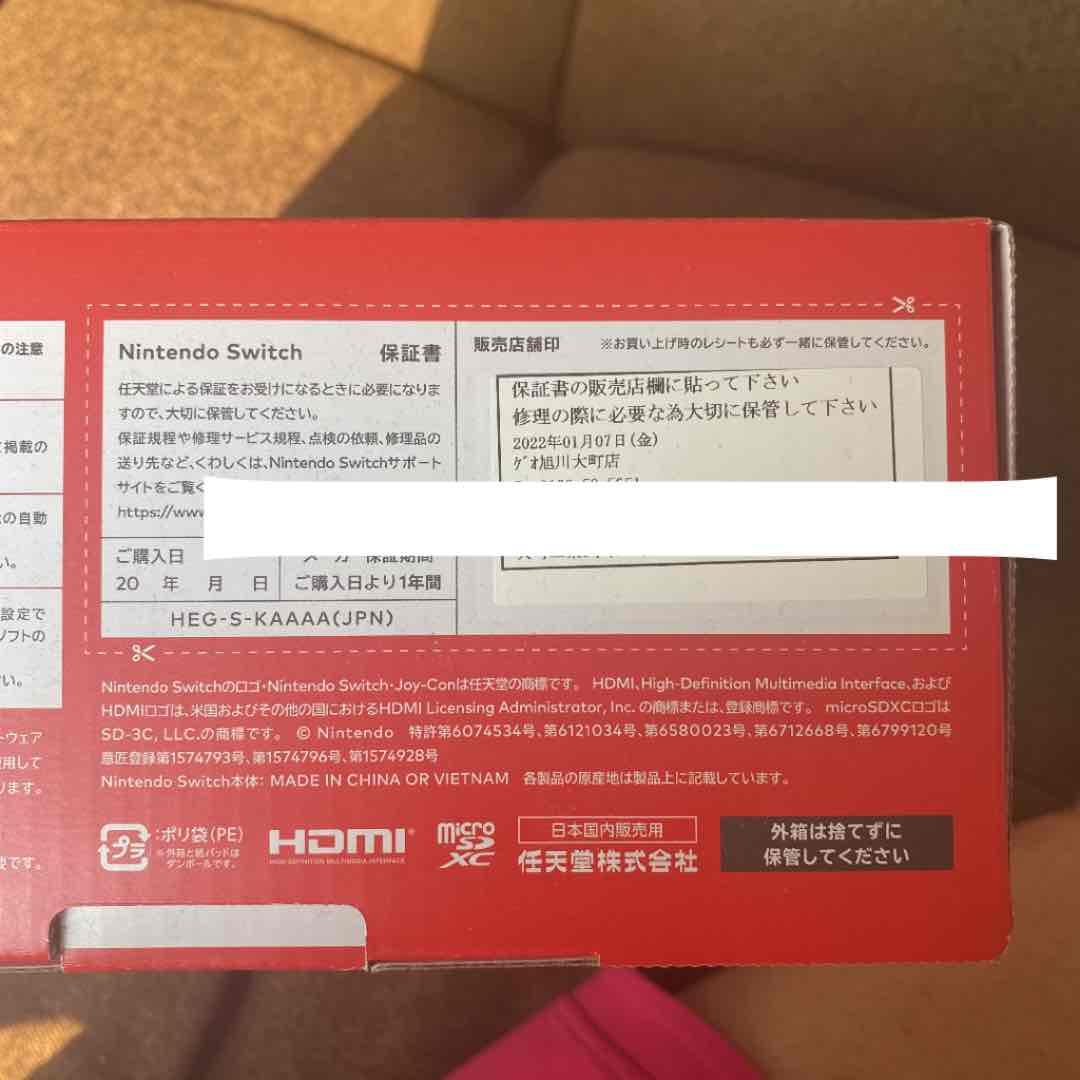 の注意
掲載の
の自動
い。
設定で
ソフトの
い。
ウェア
用して
ります。
です。
Nintendo Switch 保証書
任天堂による保証をお受けになるときに必要になりま
すので、大切に保管してください。
保証規程や修理サービス規程、点検の依頼、修理品の
送り先など、くわしくは、Nintendo Switchサポート
サイトをご覧く
https://www
ご購入日
20 年 月 日
保証期間
ご購入日より1年間
HEG-S-KAAAA(JPN)
販売店舗印 ※お買い上げ時のレシートも必ず一緒に保管してください。
保証書の販売店欄に貼って下さい
修理の際に必要な為大切に保管して下さい
2022年01月07日(金)
ゲオ旭川大町店
Nintendo Switchのロゴ・Nintendo Switch・Joy-Conは任天堂の商標です。 HDMI、High-Definition Multimedia Interface、および
HDMIロゴは、米国およびその他の国におけるHDMI Licensing Administrator, Inc. の商標または、登録商標です。 microSDXCロゴは
SD-3C, LLC.の商標です。 © Nintendo 特許第6074534号、第6121034号、第6580023号、第6712668号、第6799120号
意匠登録第1574793号、第1574796号、第1574928号
Nintendo Switch本体: MADE IN CHINA OR VIETNAM 各製品の原産地は製品上に記載しています。
プラ
:ポリ袋(PE)
※外箱と紙パッドは
ダンボールです。
HDMI®
HIGH-DEFINITION MULTIMEDIA INTERFACE
micro
SD
XC
日本国内販売用
任天堂株式会社
外箱は捨てずに
保管してください